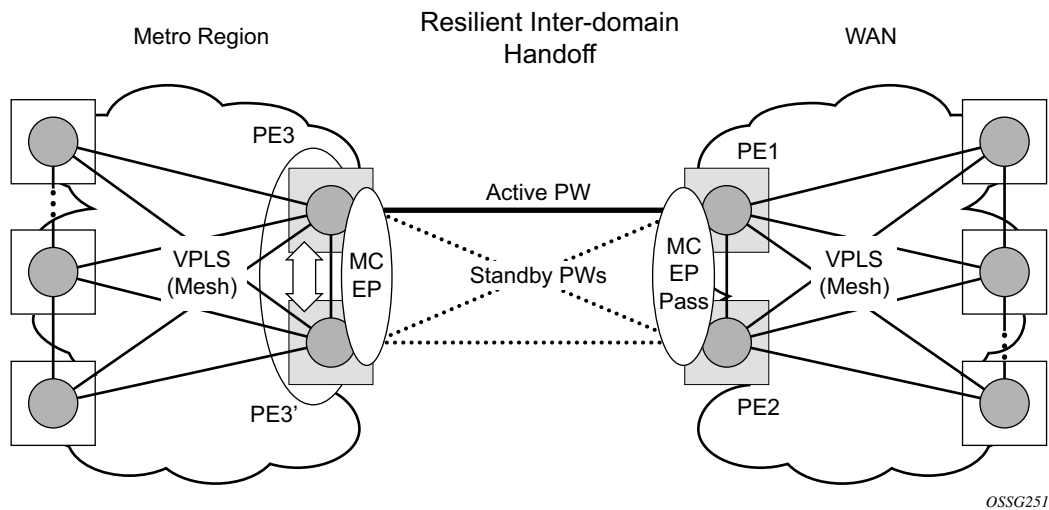 Resilient Inter-domain
Handoff
Metro Region
WAN
PE3
PE1
Active PW
VPLS
(Mesh)
MC
EP
Standby PWs
MC
EP
Pass
VPLS
(Mesh)
PE3’
PE2
OSSG251